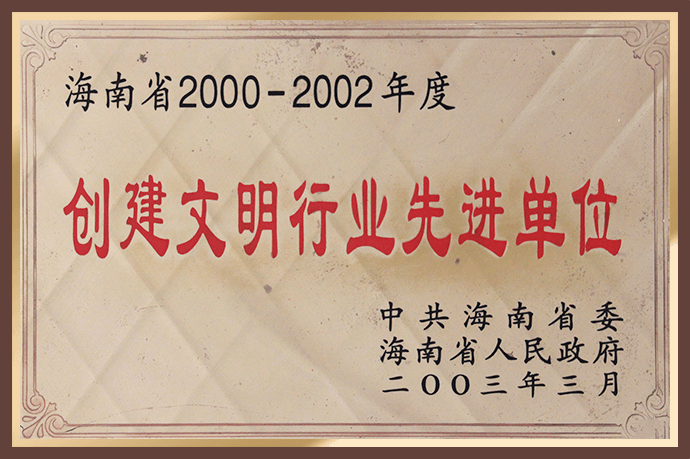 海南省2000-2002年度
创建文明行业先进单位
中共海南省委
海南省人民政府
二OO三年三月